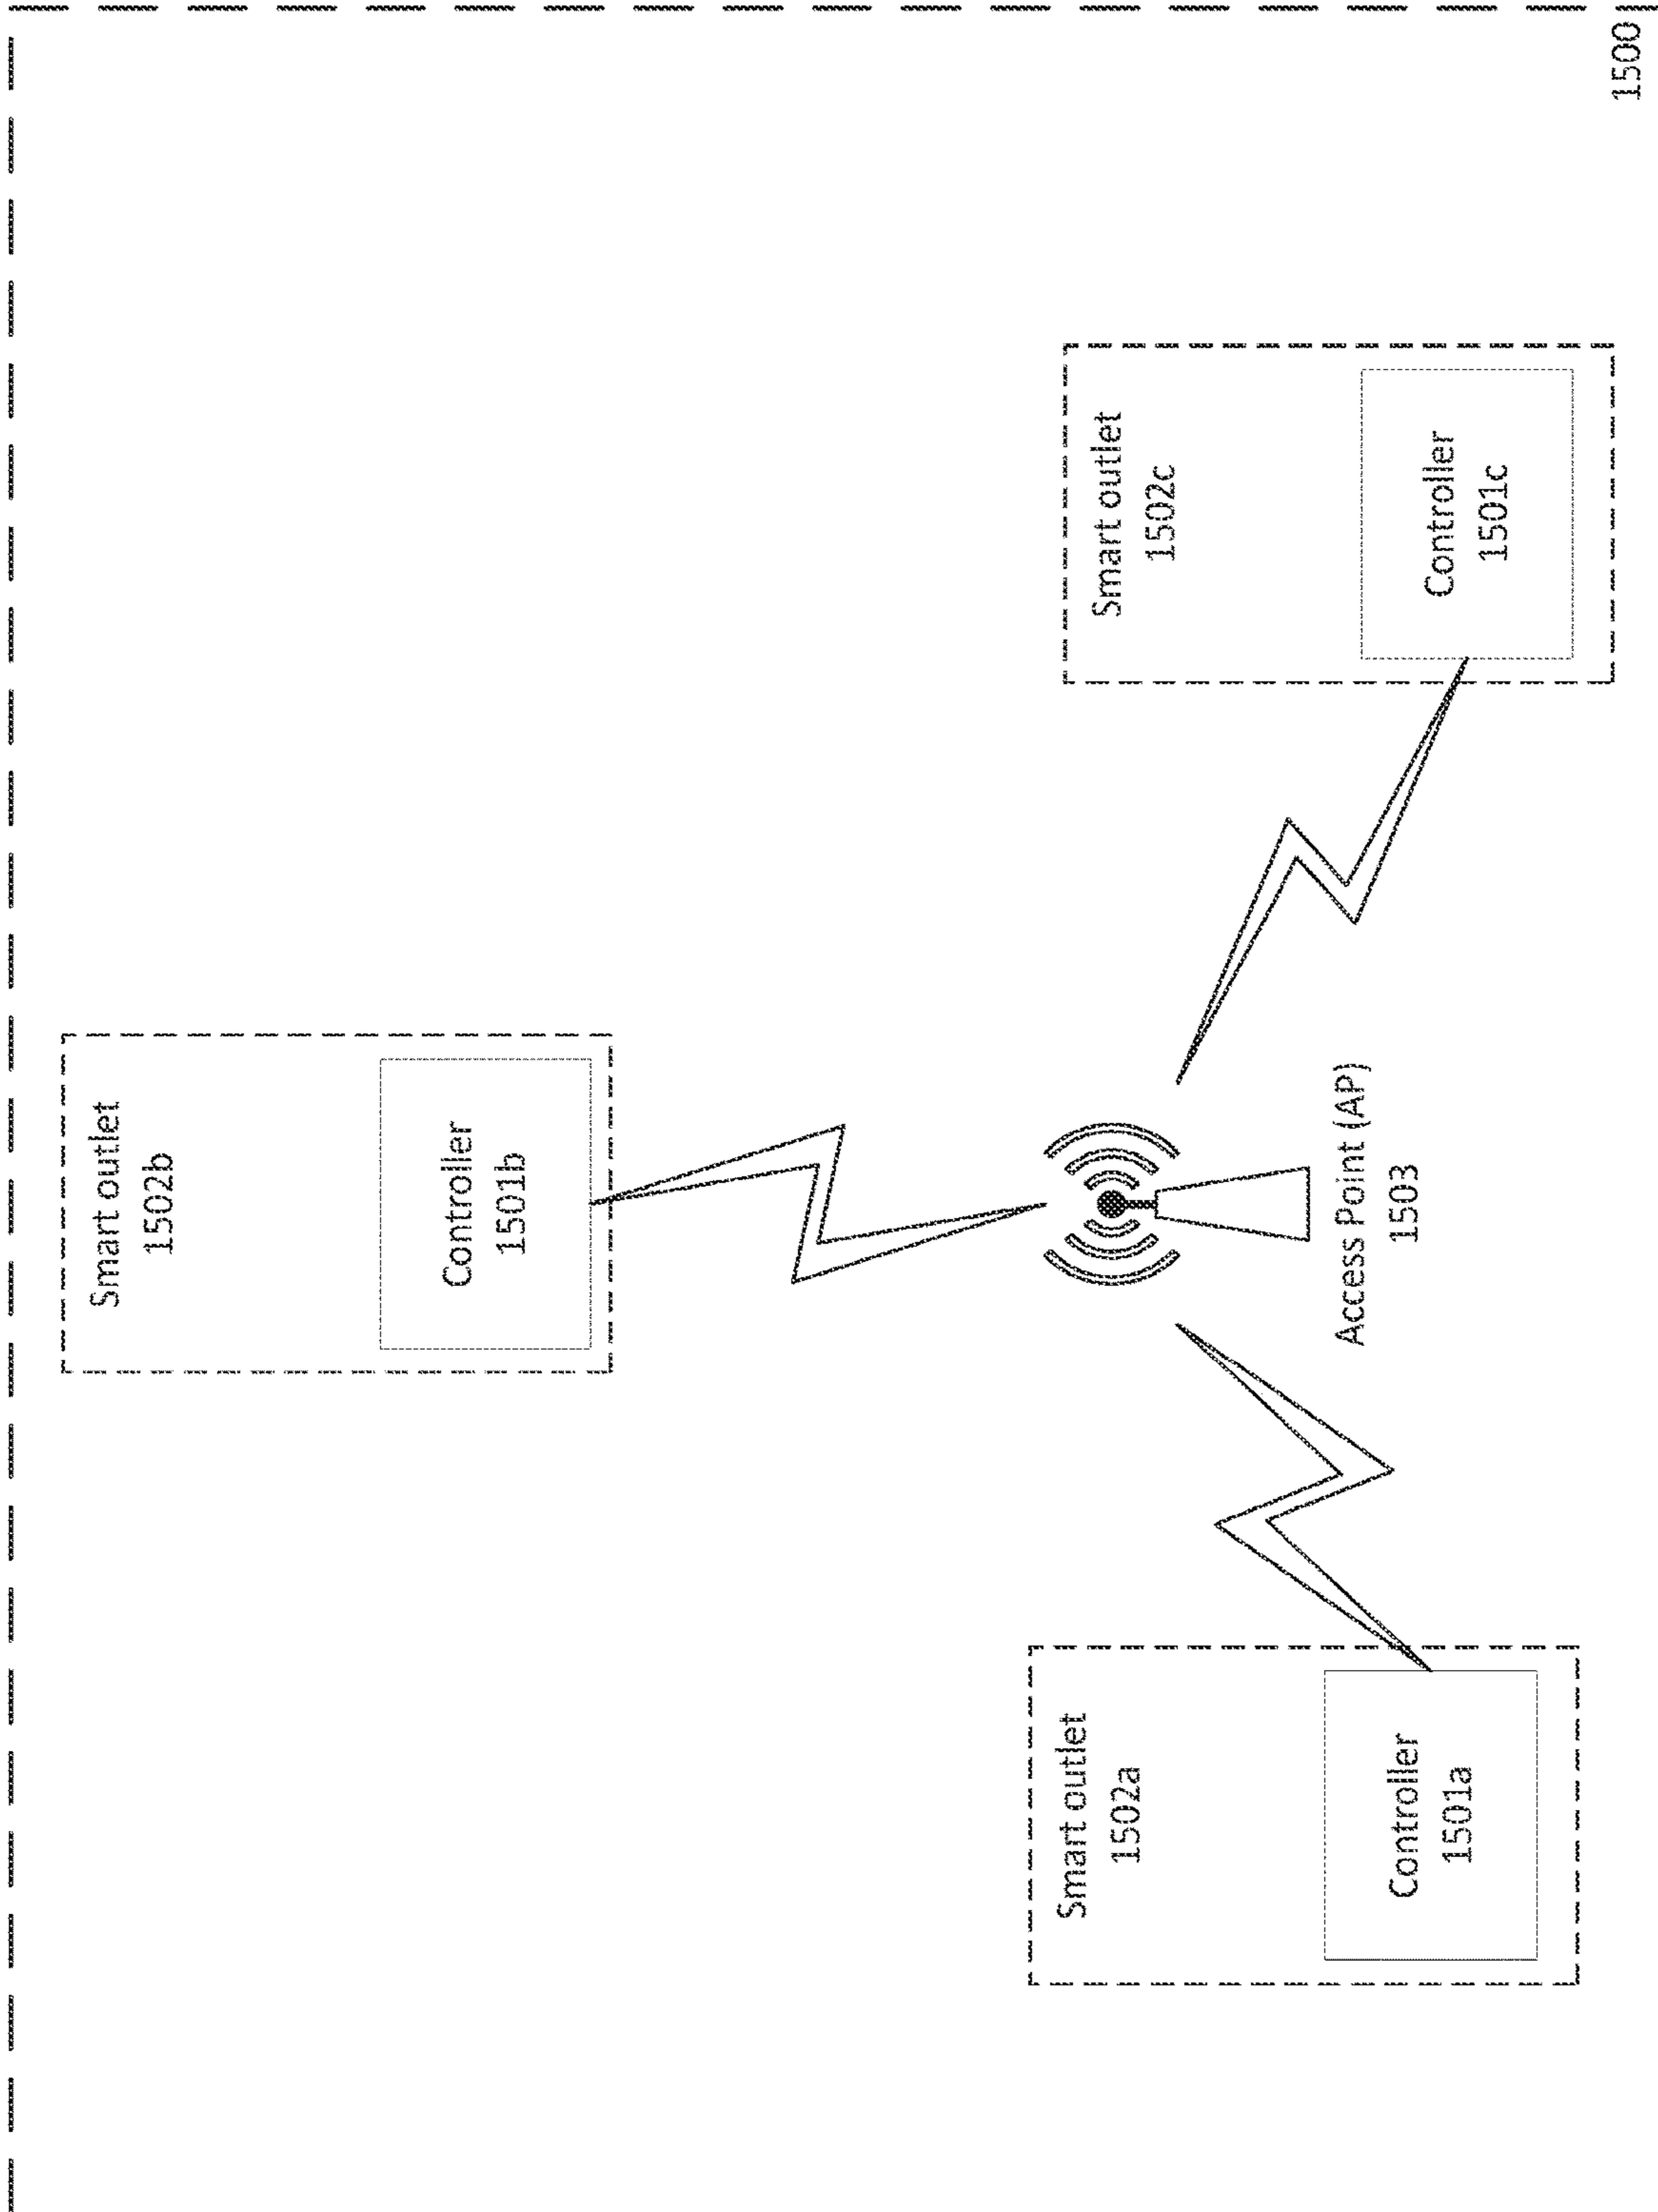 Smart outlet
1502b
Controller
1501b
Smart outlet
1502a
Controller
1501a
Access Point (AP)
1503
Smart outlet
1502c
Controller
1501c
1500